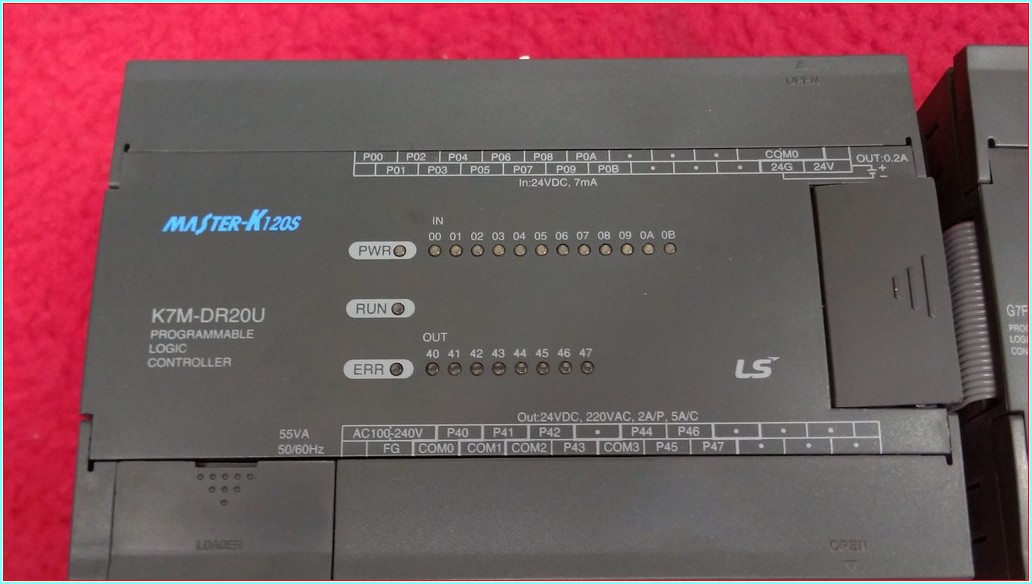 OPEN
P00 P02 P04 P06 P08 P0A • • • COM0
P01 P03 P05 P07 P09 P0B • • • 24G 24V
OUT:0.2A
+
−
In:24VDC, 7mA
MASTER-K120S
IN
00 01 02 03 04 05 06 07 08 09 0A 0B
PWR
K7M-DR20U
PROGRAMMABLE
LOGIC
CONTROLLER
RUN
OUT
40 41 42 43 44 45 46 47
ERR
LS
Out:24VDC, 220VAC, 2A/P, 5A/C
55VA
50/60Hz
AC100-240V P40 P41 P42 • P44 P46 • • •
FG COM0 COM1 COM2 P43 COM3 P45 P47 • • •
LOADER
OPEN